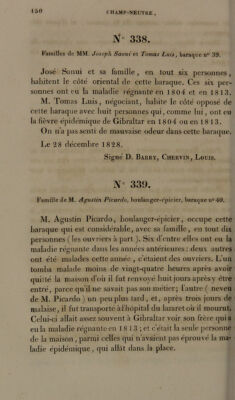 150 CHAMP-NEUTRE,
N° 338.
Familles de MM. Joseph Sanui et Tomas Luis, baraque n° 39.
José Sanui et sa famille, en tout six personnes,
habitent le côté oriental de cette baraque. Ces six per-
sonnes ont eu la maladie régnante en 1804 et en 1813.
M. Tomas Luis, négociant, habite le côté opposé de
cette baraque avec huit personnes qui, comme lui, ont eu
la fièvre épidémique de Gibraltar en 1804 ou en 1813.
On n'a pas senti de mauvaise odeur dans cette baraque.
Le 28 décembre 1828.
Signé D. Barry, Chervin, Louis.
N° 339.
Famille de M. Agustin Picardo, boulanger-épicier, baraque n° 40.
M. Agustin Picardo, boulanger-épicier, occupe cette
baraque qui est considérable, avec sa famille, en tout dix
personnes (les ouvriers à part). Six d'entre elles ont eu la
maladie régnante dans les années antérieures: deux autres
ont été malades cette année, c'étaient des ouvriers. L'un
tomba malade moins de vingt-quatre heures après avoir
quitté la maison d'où il fut renvoyé huit jours après y être
entré, parce qu'il ne savait pas son métier; l'autre (neveu
de M. Picardo) un peu plus tard, et, après trois jours de
malaise, il fut transporté à l'hôpital du lazaret où il mourut.
Celui-ci allait assez souvent à Gibraltar voir son frère qui a
eu la maladie régnante en 1813; et c'était la seule personne
de la maison, parmi celles qui n'avaient pas éprouvé la ma-
ladie épidémique, qui allât dans la place.